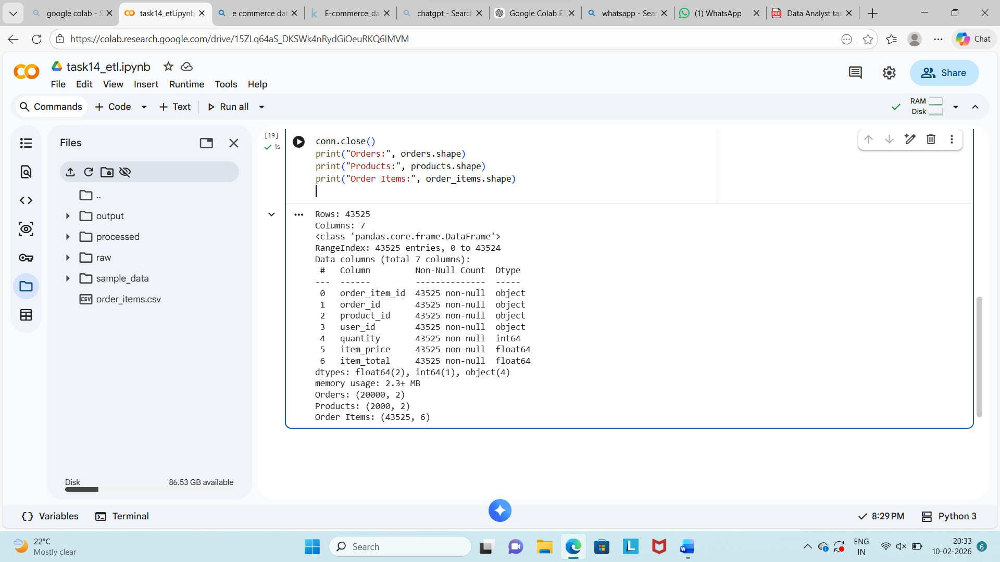 google colab - S
task14_etl.ipynb
e commerce dat
E-commerce_da
chatgpt - Search
Google Colab ET
whatsapp - Sear
(1) WhatsApp
Data Analyst tas
https://colab.research.google.com/drive/15ZLq64aS_DKSWk4nRydGiOeuRKQ6IMVM
Chat
task14_etl.ipynb
File Edit View Insert Runtime Tools Help
Share
Commands + Code + Text Run all
RAM
Disk
Files
..
output
processed
raw
sample_data
CSV order_items.csv
Disk 86.53 GB available
[19]
1s
conn.close()
print("Orders:", orders.shape)
print("Products:", products.shape)
print("Order Items:", order_items.shape)
Rows: 43525
Columns: 7
<class 'pandas.core.frame.DataFrame'>
RangeIndex: 43525 entries, 0 to 43524
Data columns (total 7 columns):
# Column Non-Null Count Dtype
--- ------ -------------- -----
0 order_item_id 43525 non-null object
1 order_id 43525 non-null object
2 product_id 43525 non-null object
3 user_id 43525 non-null object
4 quantity 43525 non-null int64
5 item_price 43525 non-null float64
6 item_total 43525 non-null float64
dtypes: float64(2), int64(1), object(4)
memory usage: 2.3+ MB
Orders: (20000, 2)
Products: (2000, 2)
Order Items: (43525, 6)
Variables Terminal
8:29 PM Python 3
22°C
Mostly clear
Search
ENG
IN
20:33
10-02-2026
6